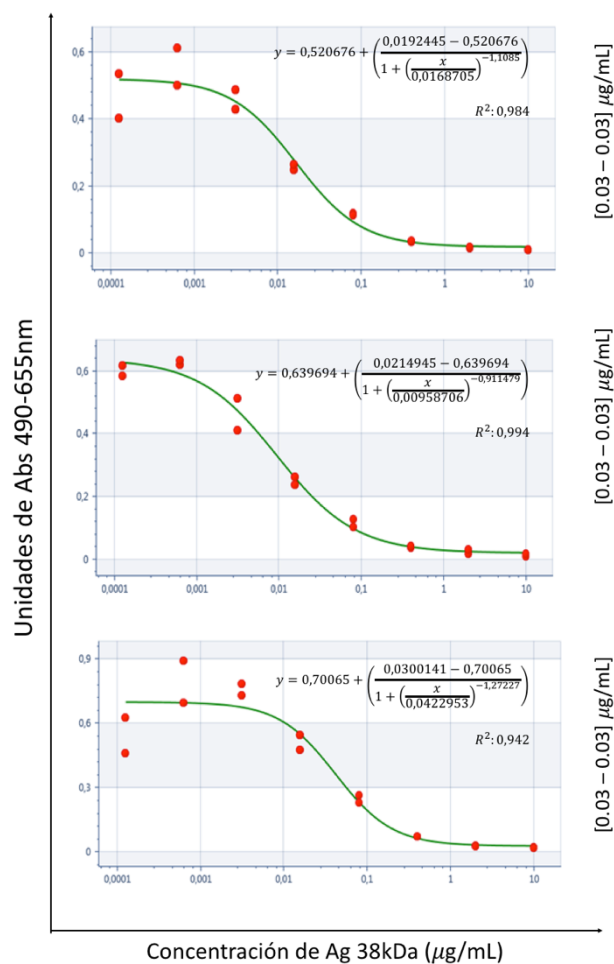 Unidades de Abs 490-655nm
0,6
0,4
0,2
0
0,0001
0,001
0,01
0,1
1
10
y = 0,520676 + (0,0192445 − 0,520676 / 1 + (x / 0,0168705)^−1,1085)
R²: 0,984
[0.03 – 0.03] μg/mL
0,6
0,4
0,2
0
0,0001
0,001
0,01
0,1
1
10
y = 0,639694 + (0,0214945 − 0,639694 / 1 + (x / 0,00958706)^−0,911479)
R²: 0,994
[0.03 – 0.03] μg/mL
0,9
0,6
0,3
0
0,0001
0,001
0,01
0,1
1
10
y = 0,70065 + (0,0300141 − 0,70065 / 1 + (x / 0,0422953)^−1,27227)
R²: 0,942
[0.03 – 0.03] μg/mL
Concentración de Ag 38kDa (μg/mL)